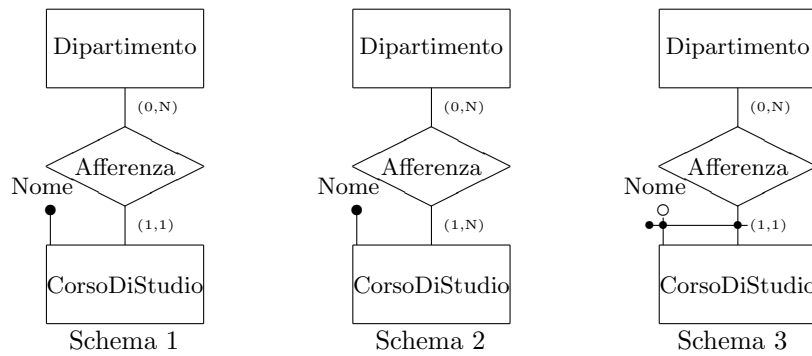 Dipartimento
(0,N)
Afferenza
Nome
(1,1)
CorsoDiStudio
Schema 1
Dipartimento
(0,N)
Afferenza
Nome
(1,N)
CorsoDiStudio
Schema 2
Dipartimento
(0,N)
Afferenza
Nome
(1,1)
CorsoDiStudio
Schema 3